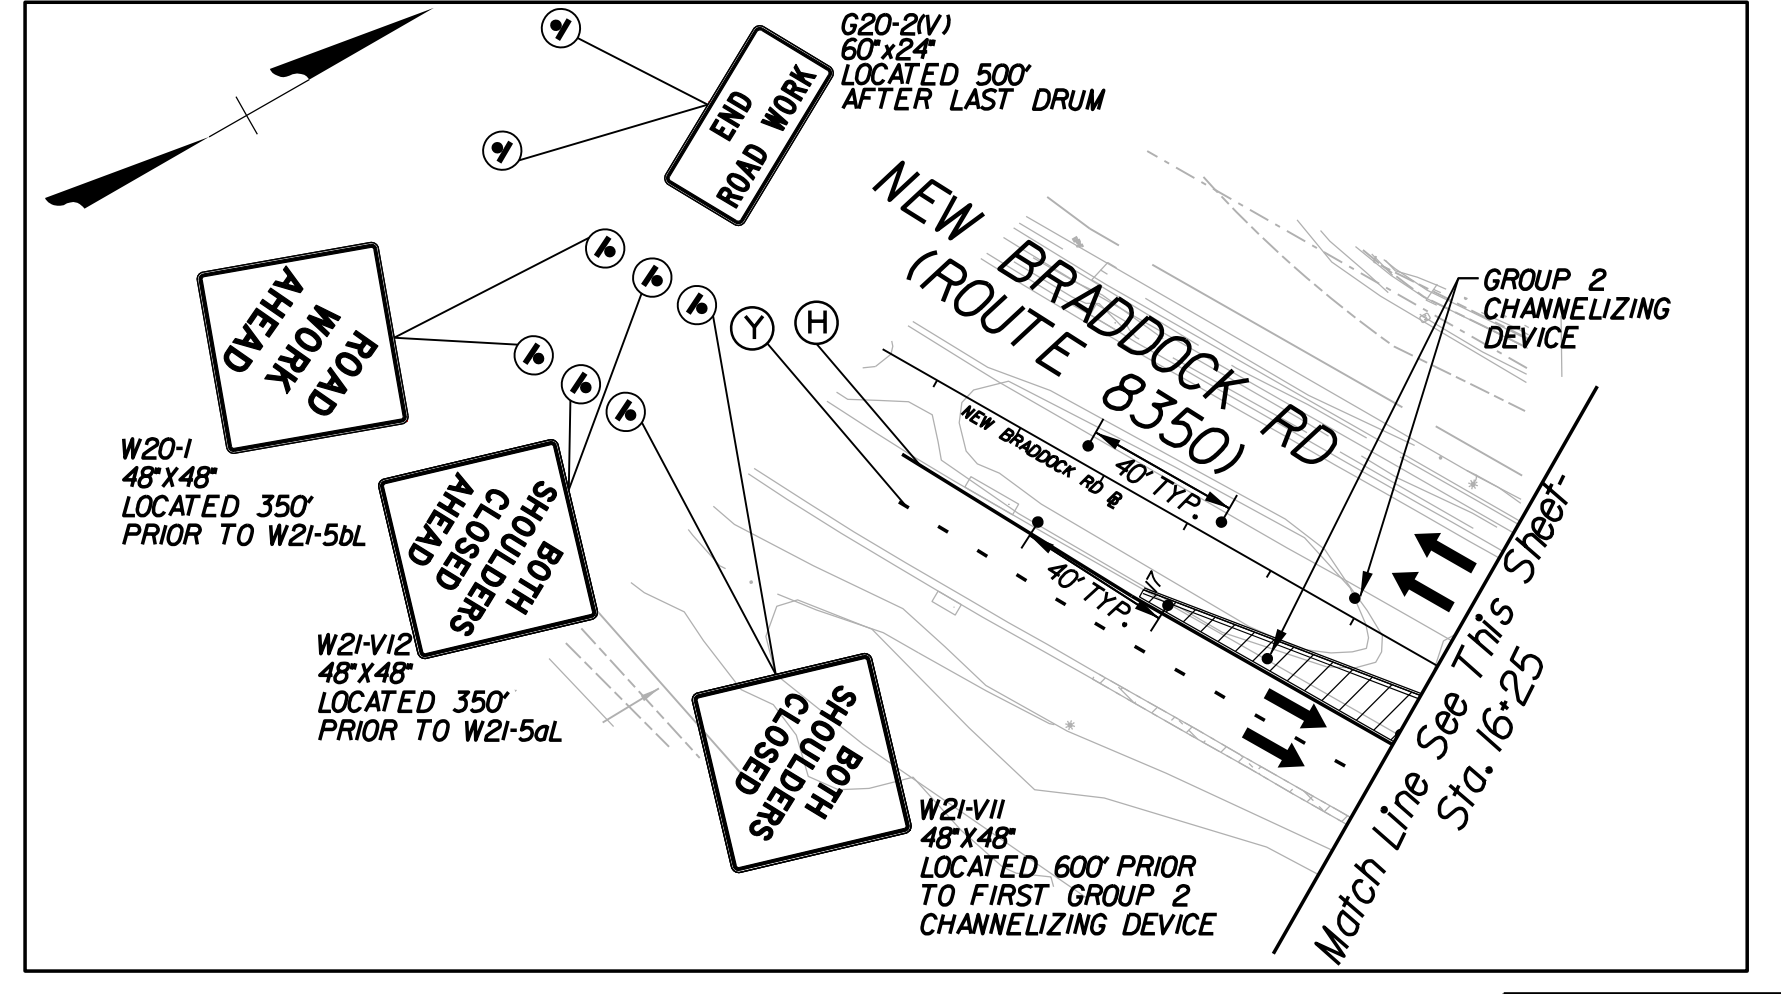 G20-2(V)
60"x24"
LOCATED 500'
AFTER LAST DRUM
END
ROAD WORK
NEW BRADDOCK RD
(ROUTE 8350)
GROUP 2
CHANNELIZING
DEVICE
ROAD
WORK
AHEAD
W20-1
48"X48"
LOCATED 350'
PRIOR TO W21-5bL
Y
H
NEW BRADDOCK RD
40' TYP.
40' TYP.
17'
BOTH
SHOULDERS
CLOSED
AHEAD
W21-V12
48"X48"
LOCATED 350'
PRIOR TO W21-5aL
BOTH
SHOULDERS
CLOSED
W21-V11
48"X48"
LOCATED 600' PRIOR
TO FIRST GROUP 2
CHANNELIZING DEVICE
Match Line See This Sheet-
Sta. 16+25